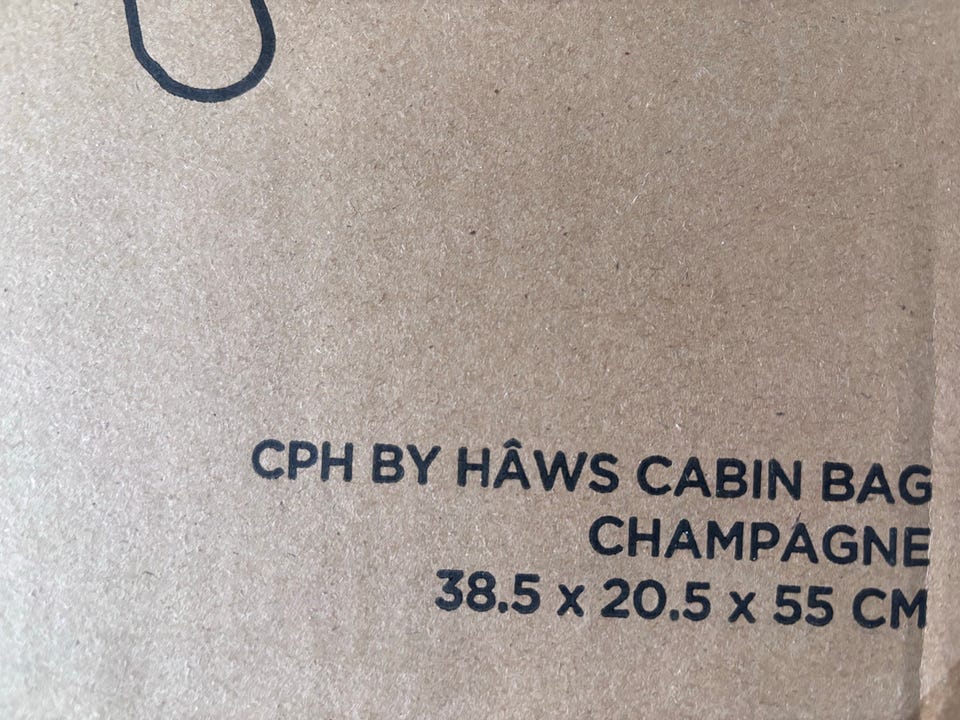 CPH BY HÂWS CABIN BAG
CHAMPAGNE
38.5 x 20.5 x 55 CM